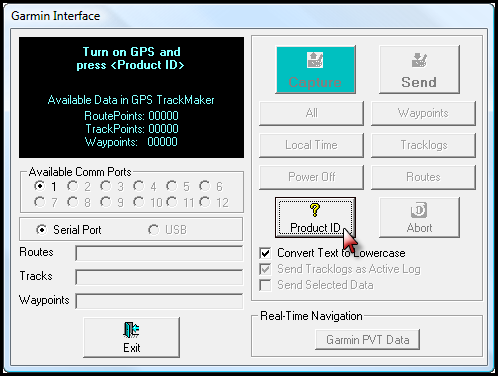 Garmin Interface
Turn on GPS and
press <Product ID>
Available Data in GPS TrackMaker
RoutePoints: 00000
TrackPoints: 00000
Waypoints: 00000
Available Comm Ports
1 2 3 4 5 6
7 8 9 10 11 12
Serial Port USB
Routes
Tracks
Waypoints
Exit
Capture Send
All Waypoints
Local Time Tracklogs
Power Off Routes
Product ID Abort
Convert Text to Lowercase
Send Tracklogs as Active Log
Send Selected Data
Real-Time Navigation
Garmin PVT Data